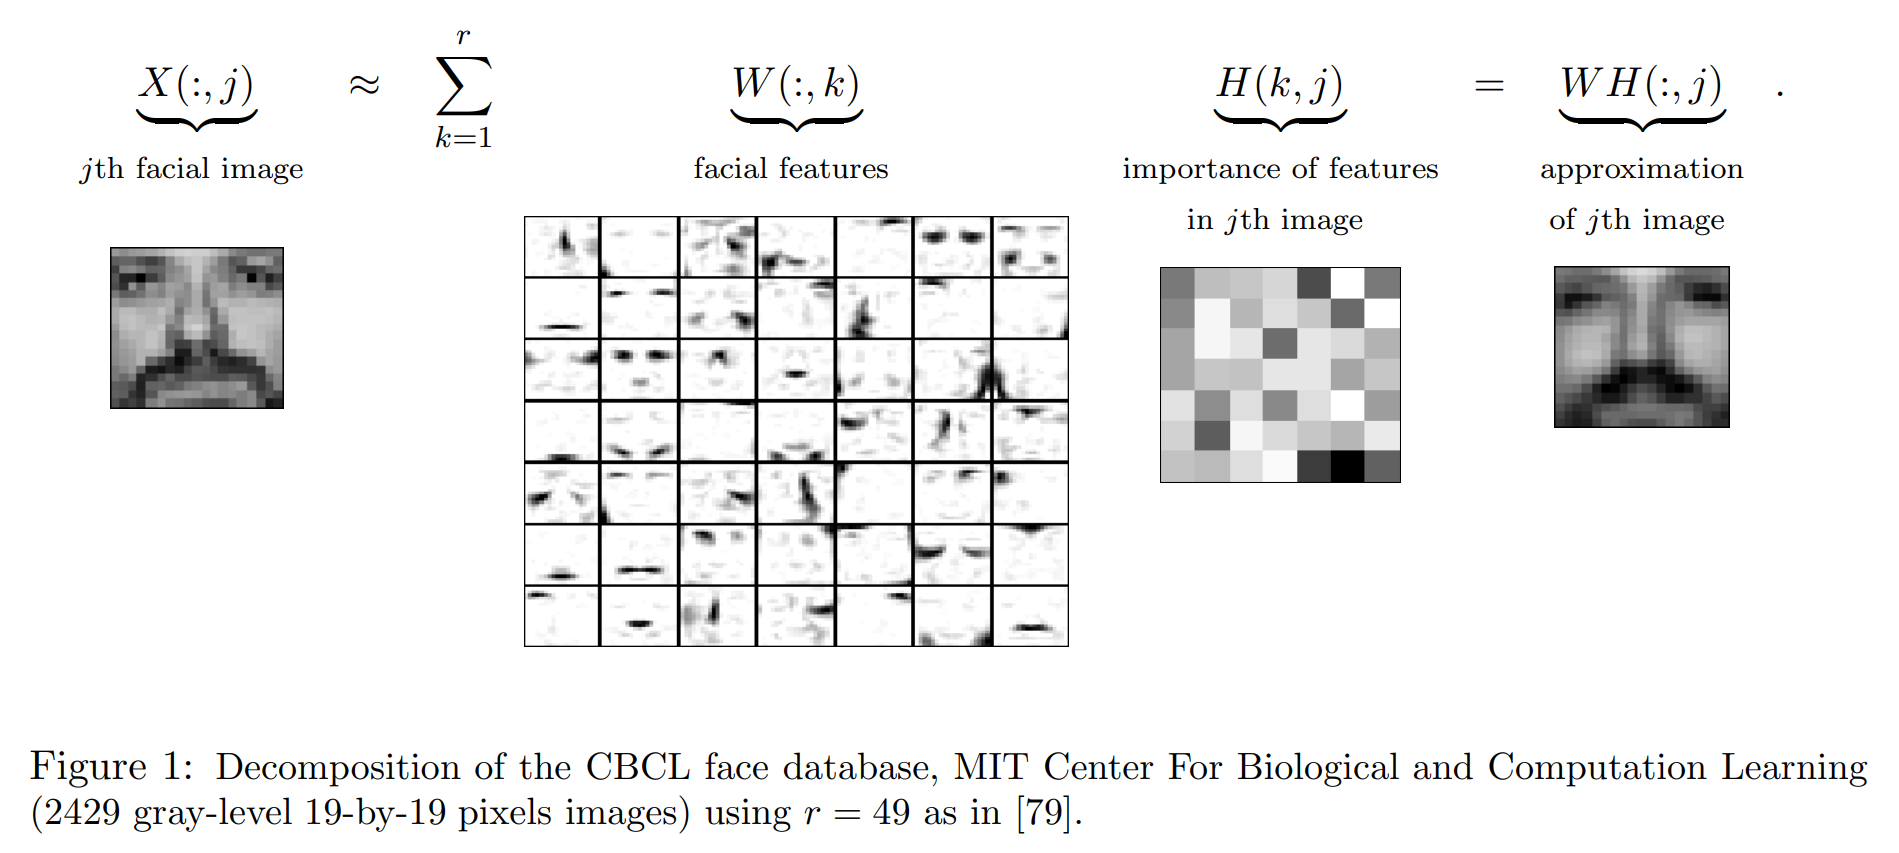 X(:, j) ≈ ∑_{k=1}^{r} W(:, k) H(k, j) = WH(:, j) .
jth facial image facial features importance of features approximation
in jth image of jth image
Figure 1: Decomposition of the CBCL face database, MIT Center For Biological and Computation Learning
(2429 gray-level 19-by-19 pixels images) using r = 49 as in [79].